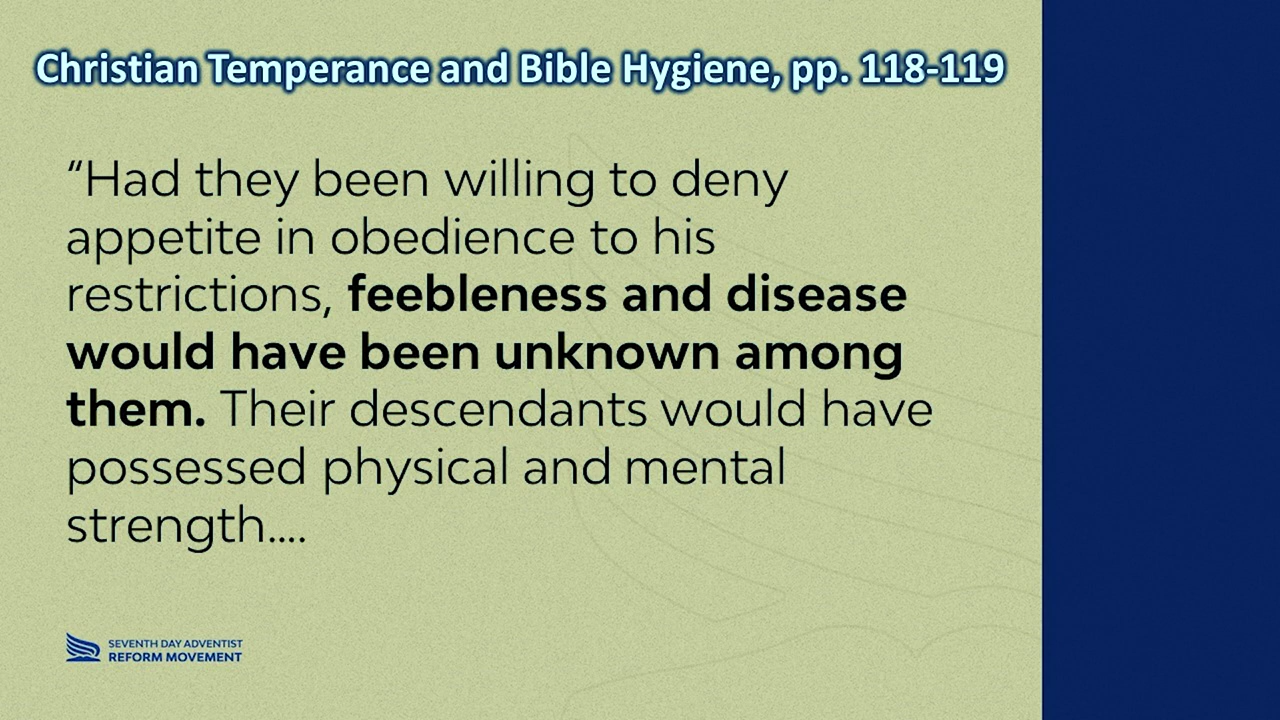 Christian Temperance and Bible Hygiene, pp. 118-119
“Had they been willing to deny
appetite in obedience to his
restrictions, feebleness and disease
would have been unknown among
them. Their descendants would have
possessed physical and mental
strength....
SEVENTH DAY ADVENTIST
REFORM MOVEMENT